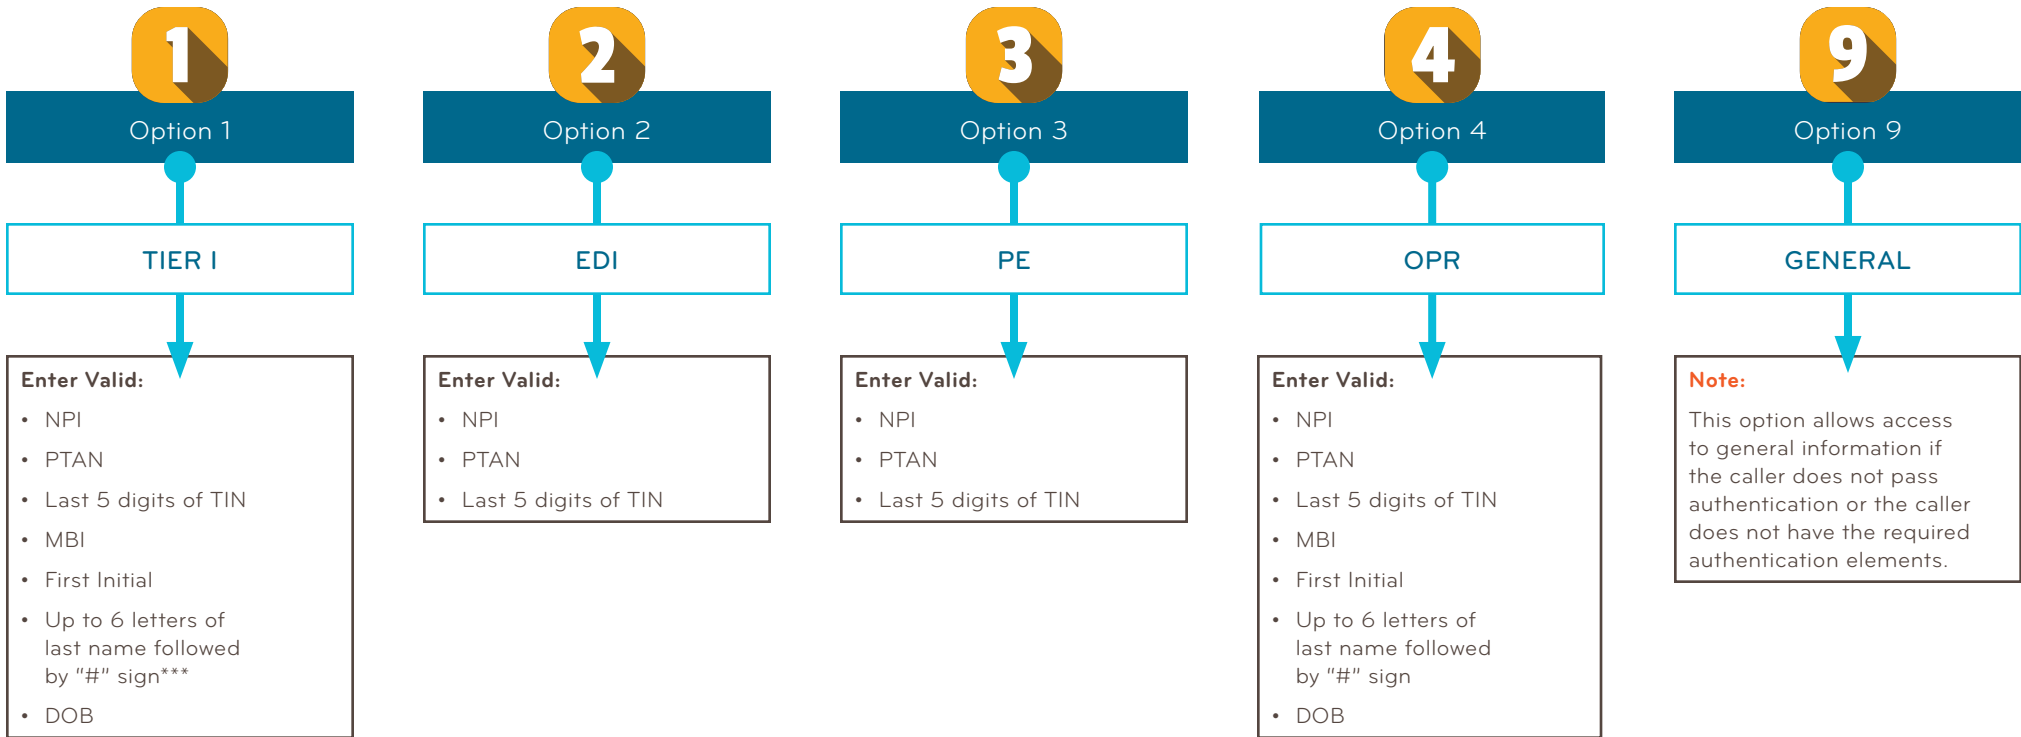 1
Option 1
TIER I
Enter Valid:
• NPI
• PTAN
• Last 5 digits of TIN
• MBI
• First Initial
• Up to 6 letters of
last name followed
by "#" sign***
• DOB
2
Option 2
EDI
Enter Valid:
• NPI
• PTAN
• Last 5 digits of TIN
3
Option 3
PE
Enter Valid:
• NPI
• PTAN
• Last 5 digits of TIN
4
Option 4
OPR
Enter Valid:
• NPI
• PTAN
• Last 5 digits of TIN
• MBI
• First Initial
• Up to 6 letters of
last name followed
by "#" sign
• DOB
9
Option 9
GENERAL
Note:
This option allows access
to general information if
the caller does not pass
authentication or the caller
does not have the required
authentication elements.